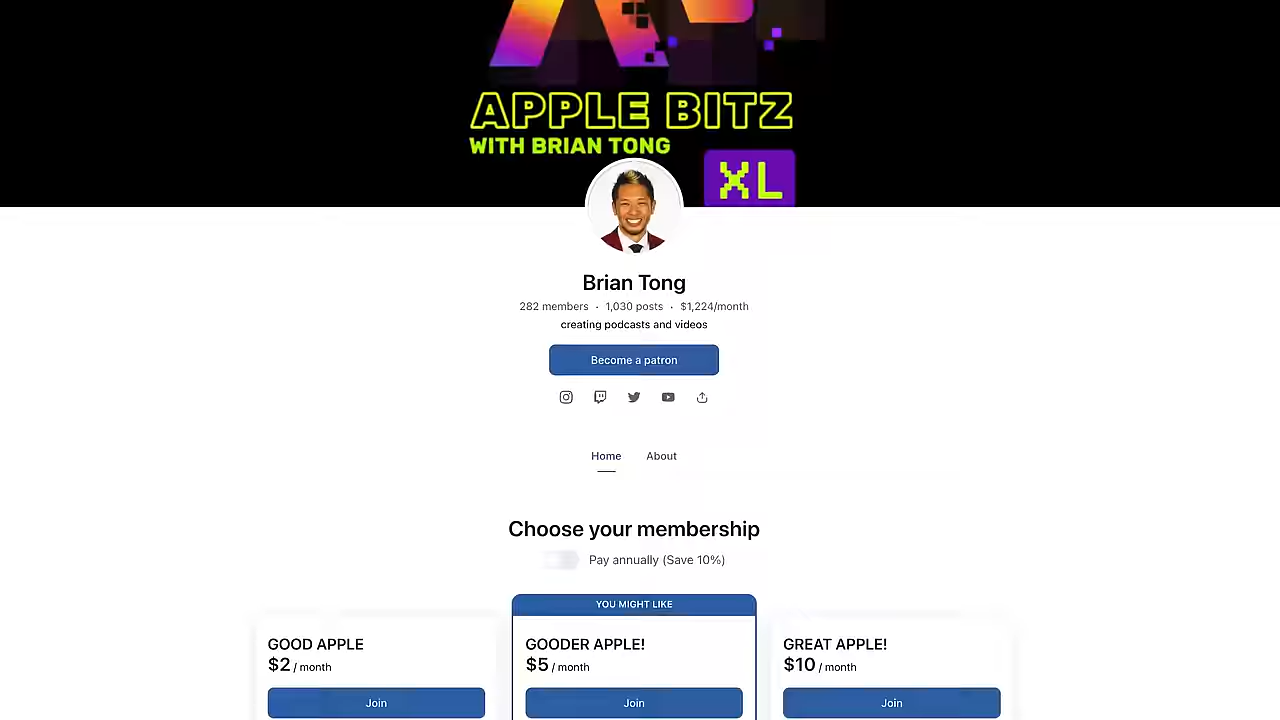 APPLE BITZ
WITH BRIAN TONG
XL
Brian Tong
282 members · 1,030 posts · $1,224/month
creating podcasts and videos
Become a patron
Home About
Choose your membership
Pay annually (Save 10%)
YOU MIGHT LIKE
GOOD APPLE
$2 / month
Join
GOODER APPLE!
$5 / month
Join
GREAT APPLE!
$10 / month
Join